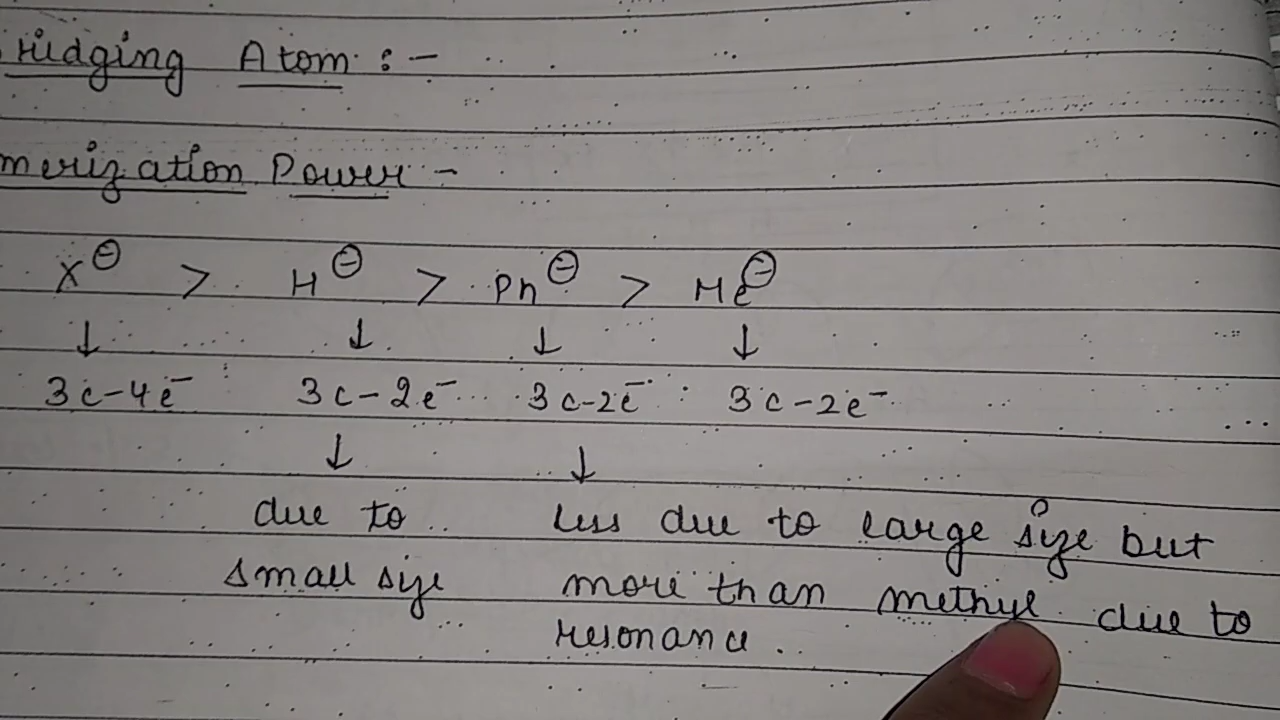 ridging Atom :-
merization Power -
X⊖ > H⊖ > Ph⊖ > Me⊖
↓ ↓ ↓ ↓
3c-4e⁻ 3c-2e⁻ 3c-2e⁻ 3c-2e⁻
↓ ↓
due to less due to large size but
small size more than methyl due to
resonance